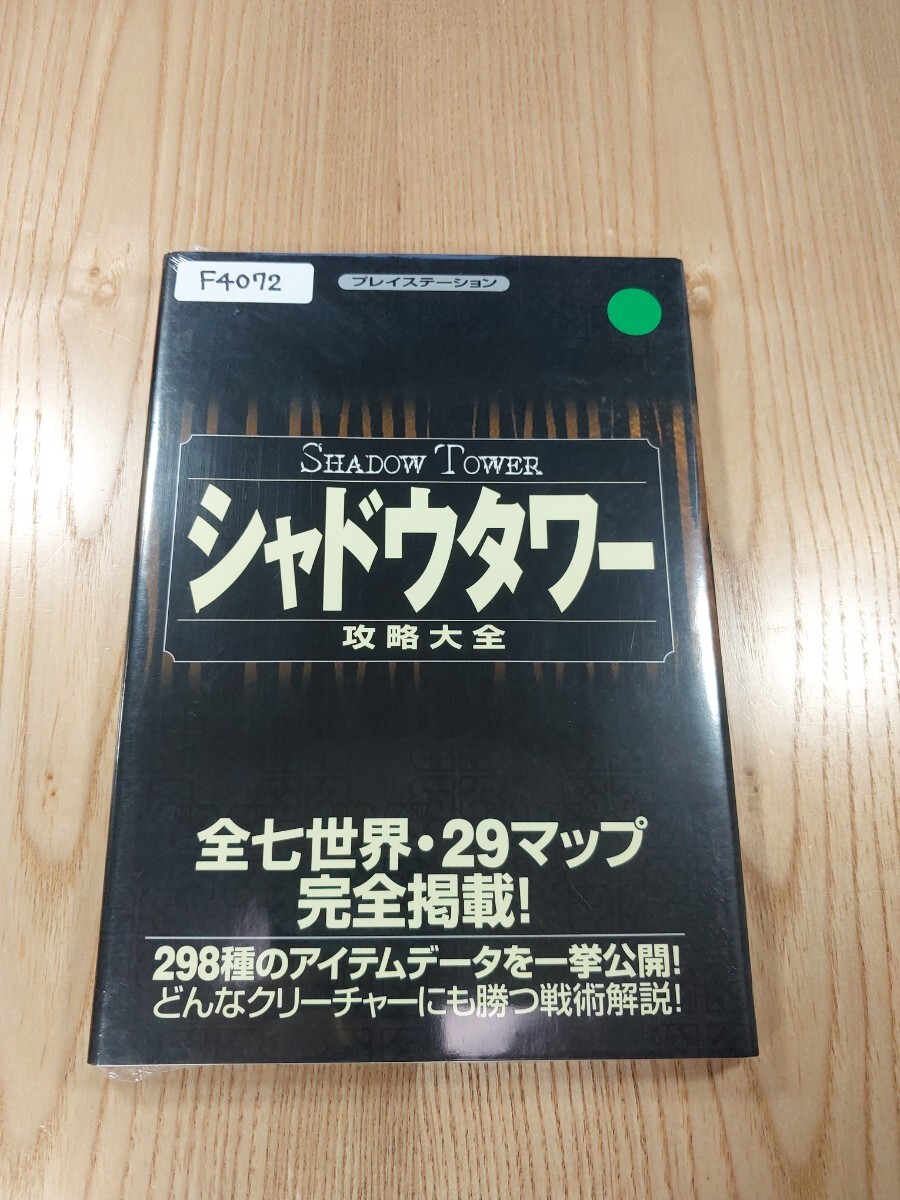 F4072
プレイステーション
SHADOW TOWER
シャドウタワー
攻略大全
全七世界・29マップ
完全掲載!
298種のアイテムデータを一挙公開!
どんなクリーチャーにも勝つ戦術解説!